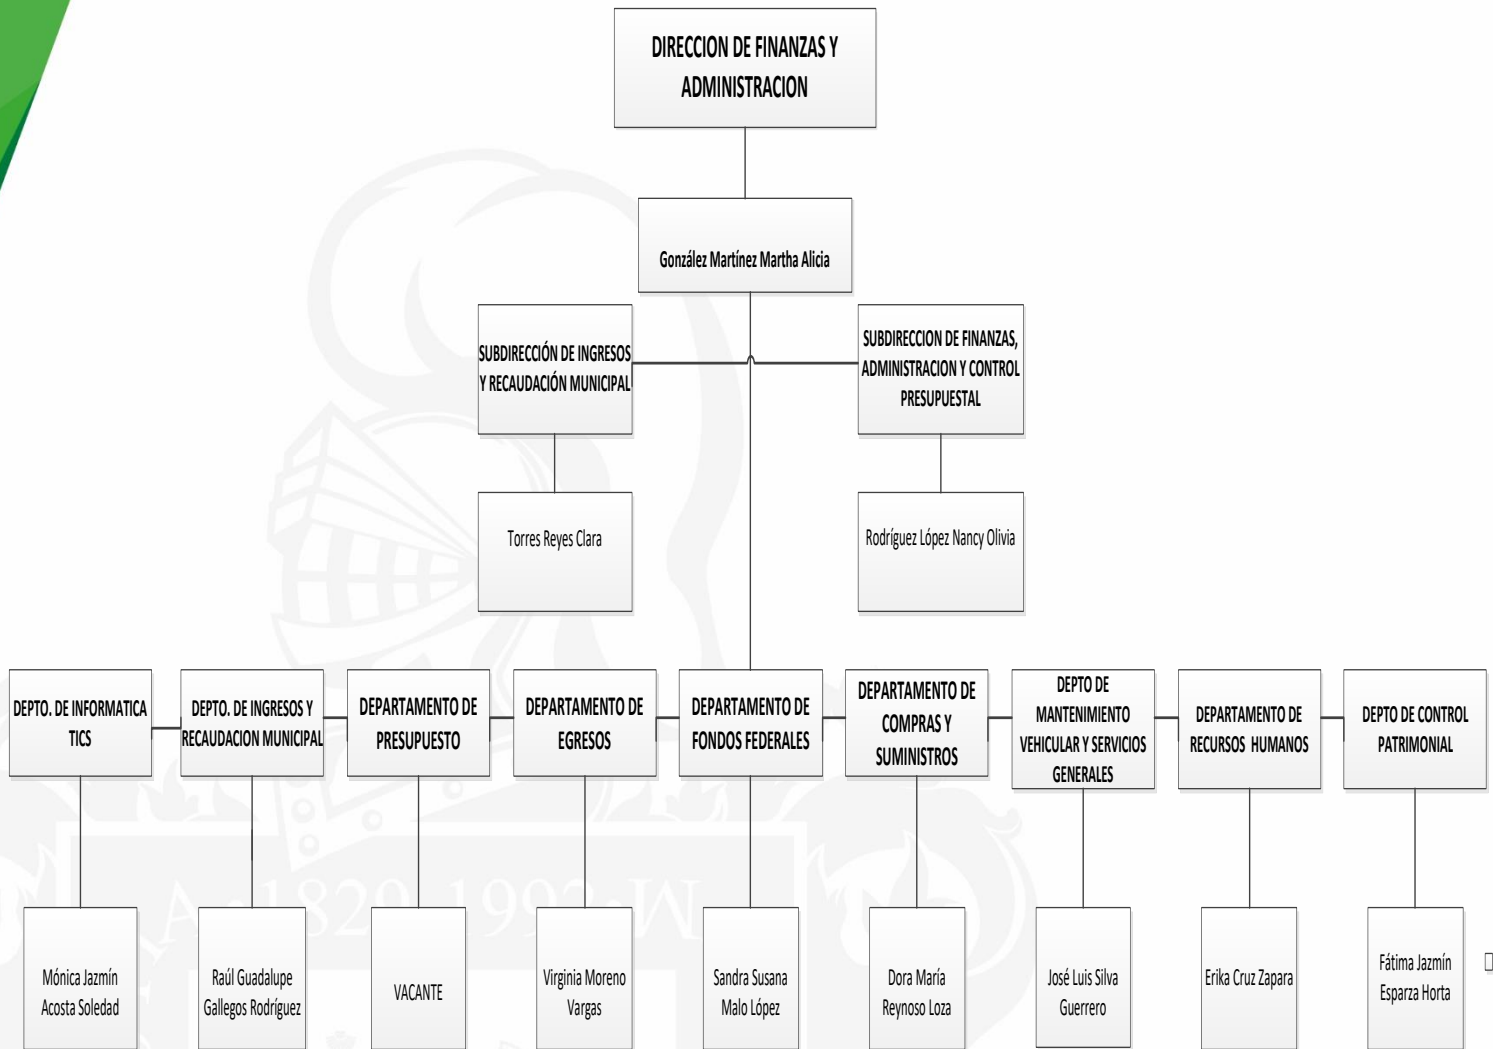 DIRECCION DE FINANZAS Y
ADMINISTRACION
González Martínez Martha Alicia
SUBDIRECCIÓN DE INGRESOS
Y RECAUDACIÓN MUNICIPAL
SUBDIRECCION DE FINANZAS,
ADMINISTRACION Y CONTROL
PRESUPUESTAL
Torres Reyes Clara
Rodríguez López Nancy Olivia
DEPTO. DE INFORMATICA
TICS
DEPTO. DE INGRESOS Y
RECAUDACION MUNICIPAL
DEPARTAMENTO DE
PRESUPUESTO
DEPARTAMENTO DE
EGRESOS
DEPARTAMENTO DE
FONDOS FEDERALES
DEPARTAMENTO DE
COMPRAS Y
SUMINISTROS
DEPTO DE
MANTENIMIENTO
VEHICULAR Y SERVICIOS
GENERALES
DEPARTAMENTO DE
RECURSOS HUMANOS
DEPTO DE CONTROL
PATRIMONIAL
Mónica Jazmín
Acosta Soledad
Raúl Guadalupe
Gallegos Rodríguez
VACANTE
Virginia Moreno
Vargas
Sandra Susana
Malo López
Dora María
Reynoso Loza
José Luis Silva
Guerrero
Erika Cruz Zapara
Fátima Jazmín
Esparza Horta
A·1829·1992·M